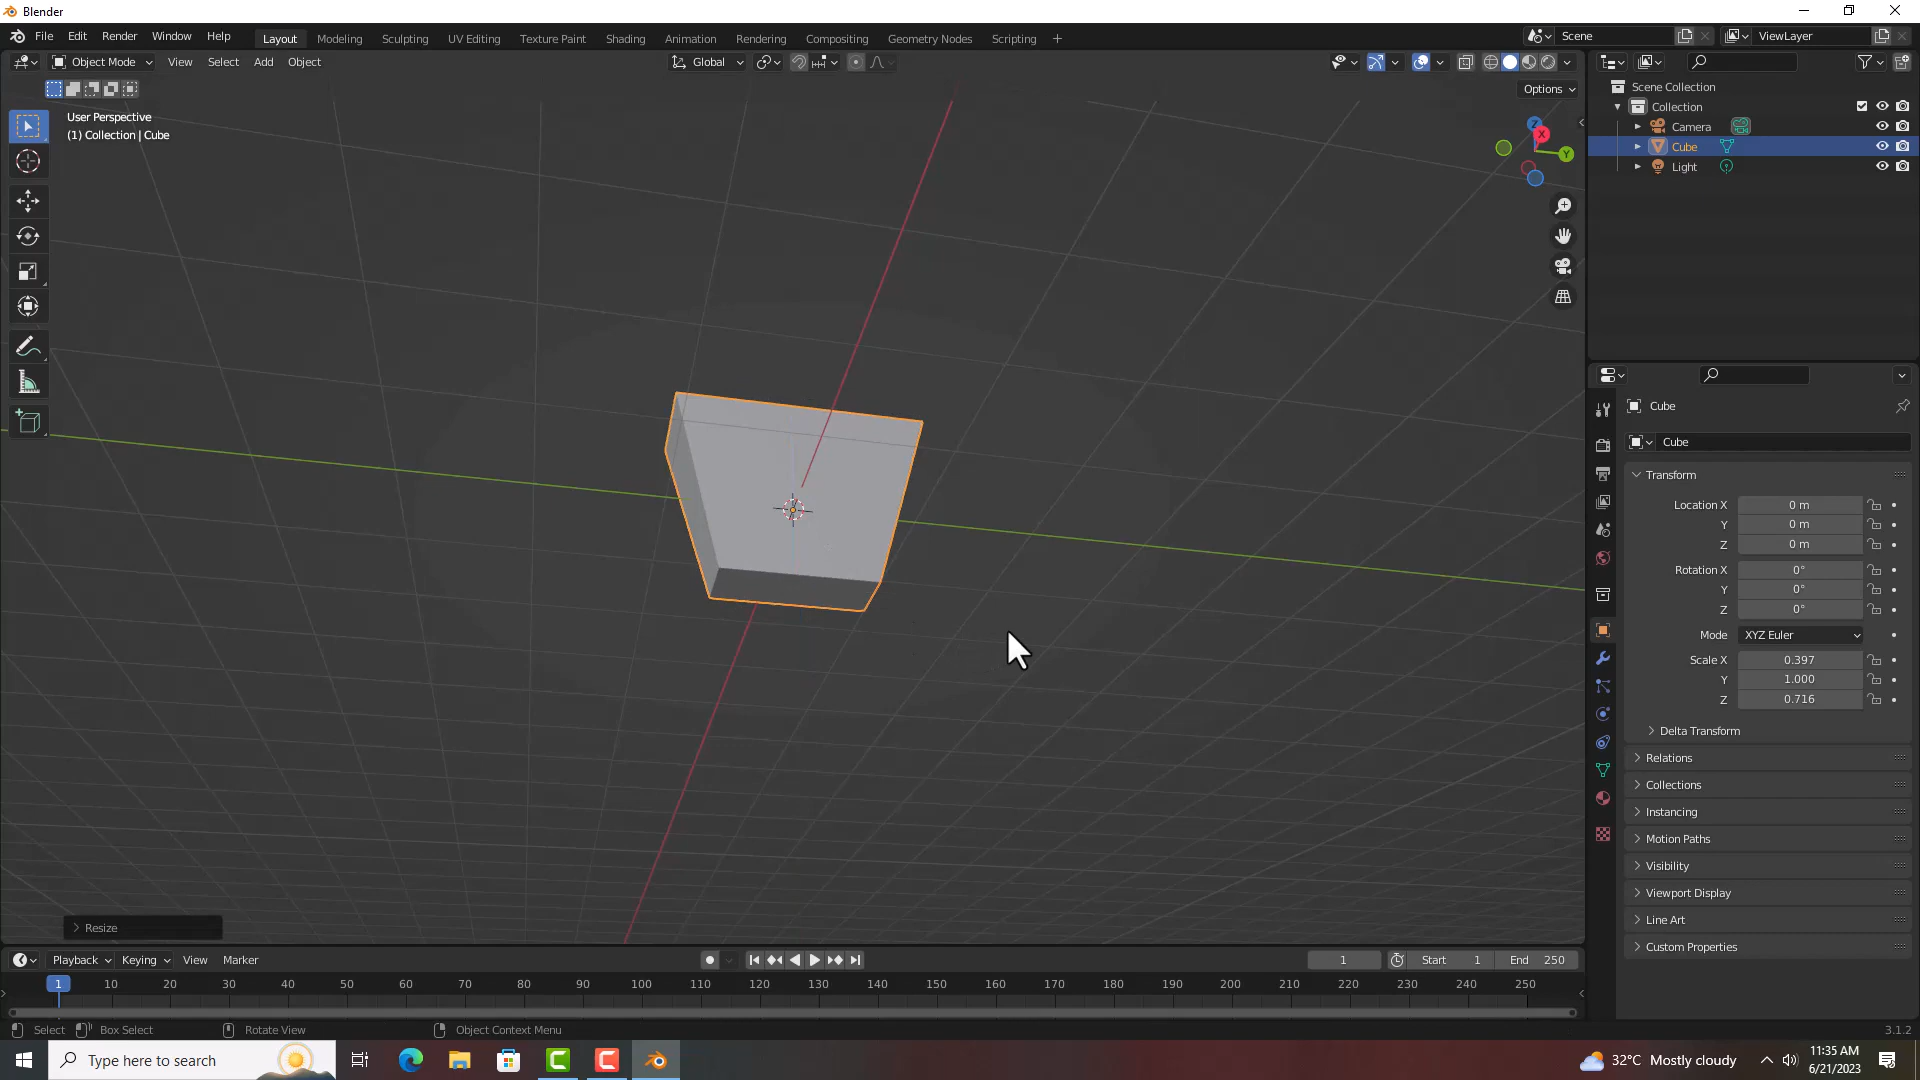 Blender
File Edit Render Window Help
Layout Modeling Sculpting UV Editing Texture Paint Shading Animation Rendering Compositing Geometry Nodes Scripting +
Scene
ViewLayer
Object Mode View Select Add Object
Global
Options
User Perspective
(1) Collection | Cube
Z
X
Y
Scene Collection
Collection
Camera
Cube
Light
Cube
Cube
Transform
Location X 0 m
Y 0 m
Z 0 m
Rotation X 0°
Y 0°
Z 0°
Mode XYZ Euler
Scale X 0.397
Y 1.000
Z 0.716
Delta Transform
Relations
Collections
Instancing
Motion Paths
Visibility
Viewport Display
Line Art
Custom Properties
Resize
Playback Keying View Marker
1 Start 1 End 250
1 10 20 30 40 50 60 70 80 90 100 110 120 130 140 150 160 170 180 190 200 210 220 230 240 250
Select Box Select Rotate View Object Context Menu
3.1.2
Type here to search
32°C Mostly cloudy
11:35 AM
6/21/2023